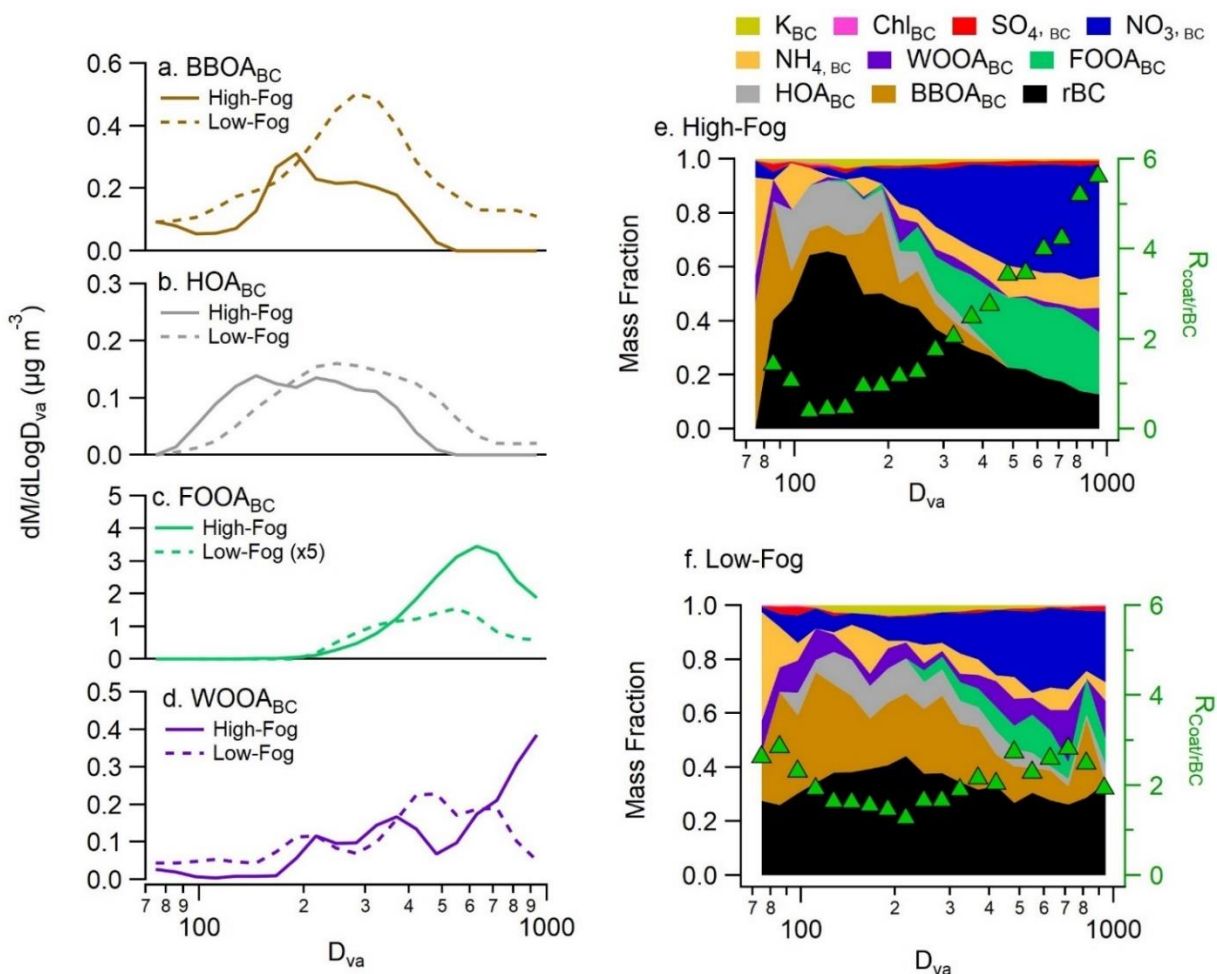 a. BBOA_BC
High-Fog
Low-Fog
0.6
0.4
0.2
0.0
b. HOA_BC
High-Fog
Low-Fog
0.3
0.2
0.1
0.0
c. FOOA_BC
High-Fog
Low-Fog (x5)
5
4
3
2
1
0
d. WOOA_BC
High-Fog
Low-Fog
0.5
0.4
0.3
0.2
0.1
0.0
dM/dLogD_va (µg m⁻³)
7 8 9 2 3 4 5 6 7 8 9
100 1000
D_va
K_BC Chl_BC SO_4, BC NO_3, BC
NH_4, BC WOOA_BC FOOA_BC
HOA_BC BBOA_BC rBC
e. High-Fog
Mass Fraction
1.0
0.8
0.6
0.4
0.2
0.0
6
4
2
0
R_coat/rBC
7 8 2 3 4 5 6 7 8
100 1000
D_va
f. Low-Fog
Mass Fraction
1.0
0.8
0.6
0.4
0.2
0.0
6
4
2
0
R_Coat/rBC
7 8 2 3 4 5 6 7 8
100 1000
D_va